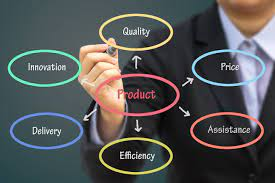 Quality
Innovation
Price
Product
Delivery
Assistance
Efficiency